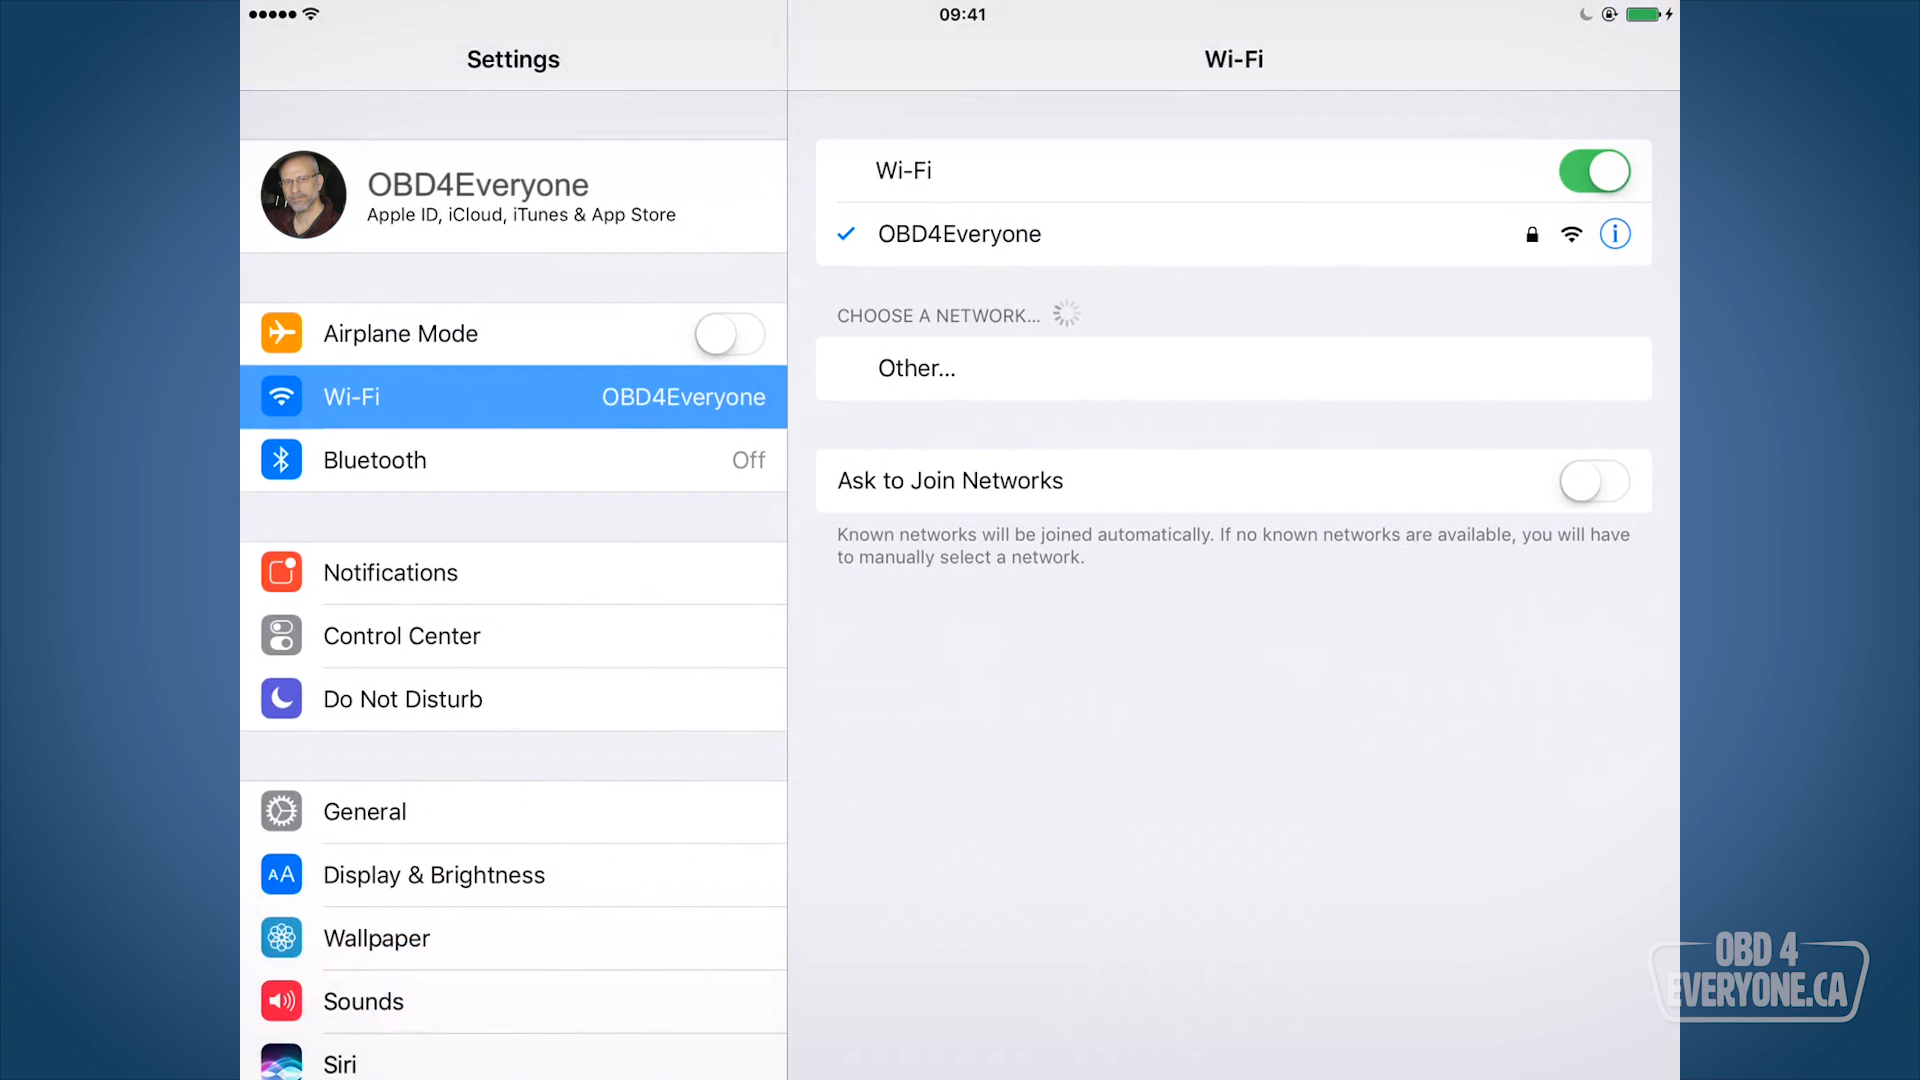 09:41
Settings
OBD4Everyone
Apple ID, iCloud, iTunes & App Store
Airplane Mode
Wi-Fi OBD4Everyone
Bluetooth Off
Notifications
Control Center
Do Not Disturb
General
AA Display & Brightness
Wallpaper
Sounds
Siri
Wi-Fi
Wi-Fi
OBD4Everyone
CHOOSE A NETWORK...
Other...
Ask to Join Networks
Known networks will be joined automatically. If no known networks are available, you will have
to manually select a network.
OBD 4
EVERYONE.CA